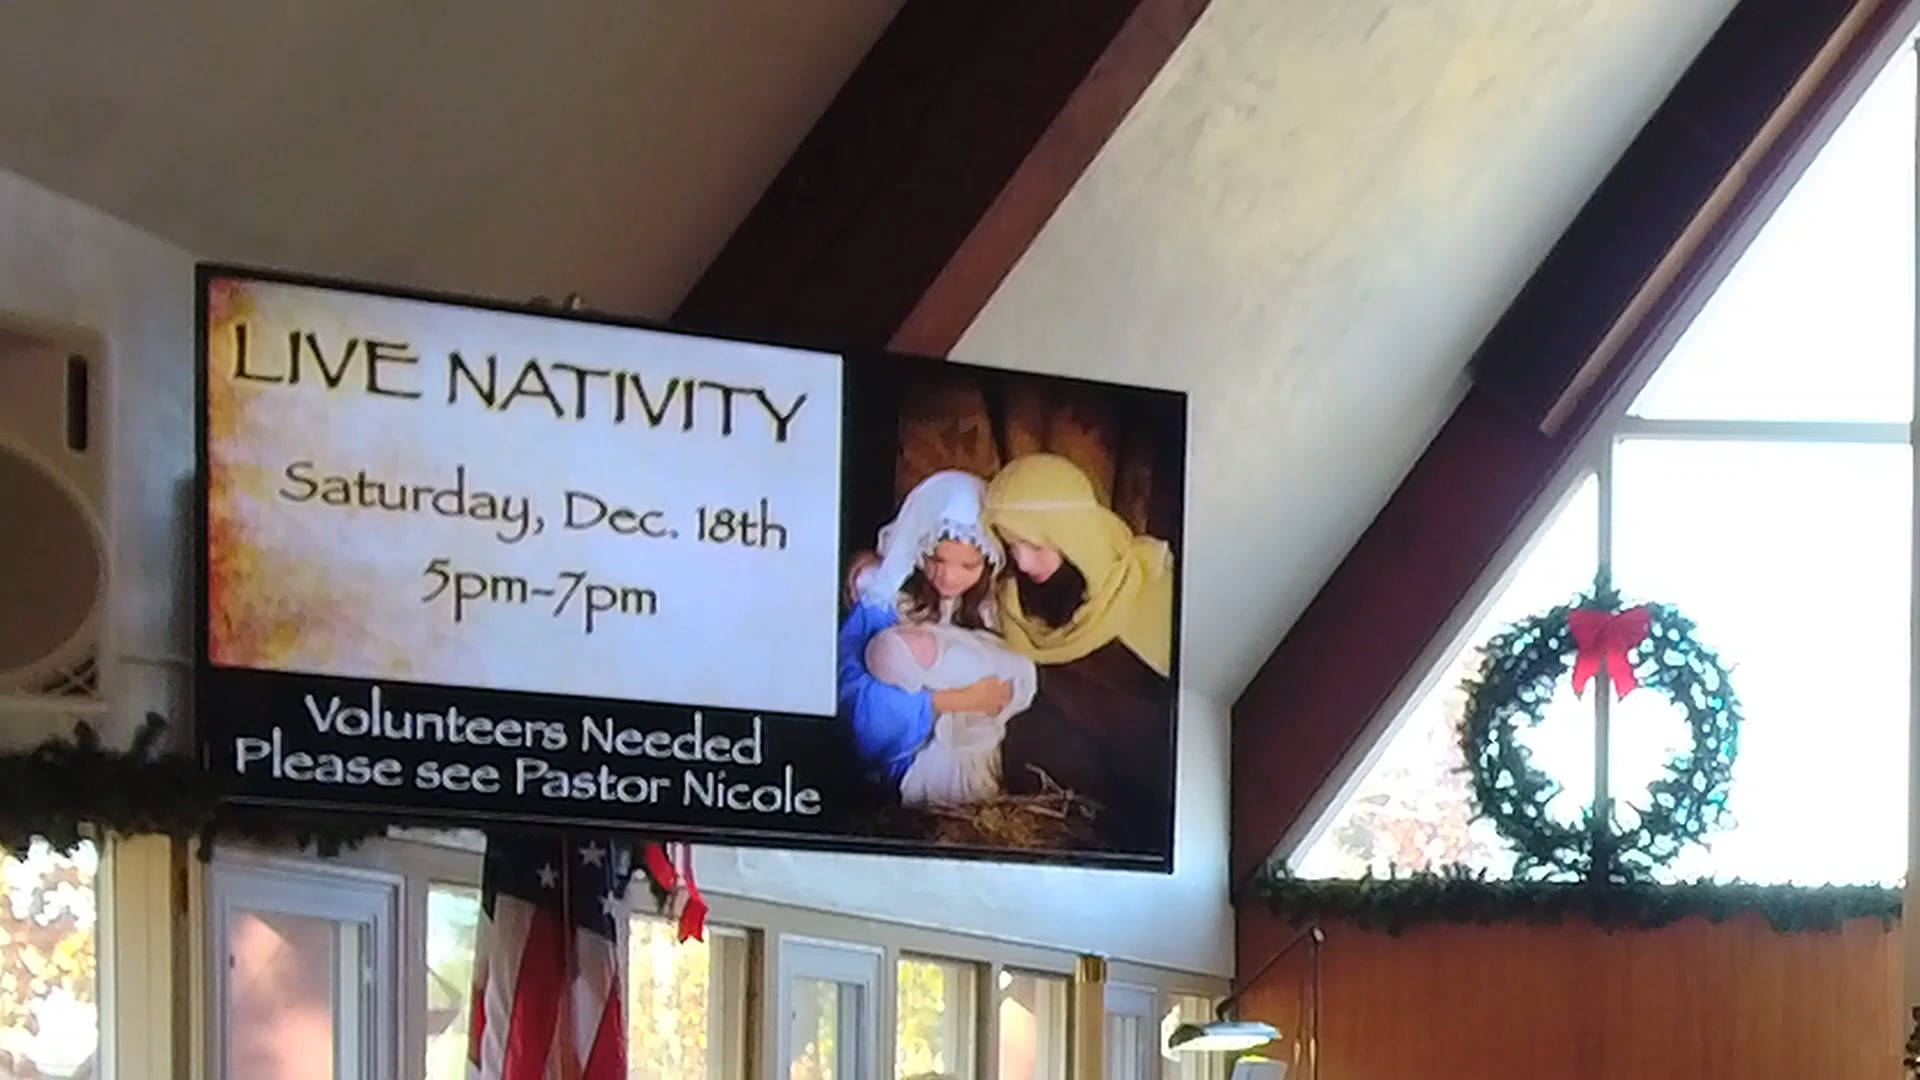 LIVE NATIVITY
Saturday, Dec. 18th
5pm-7pm
Volunteers Needed
Please see Pastor Nicole